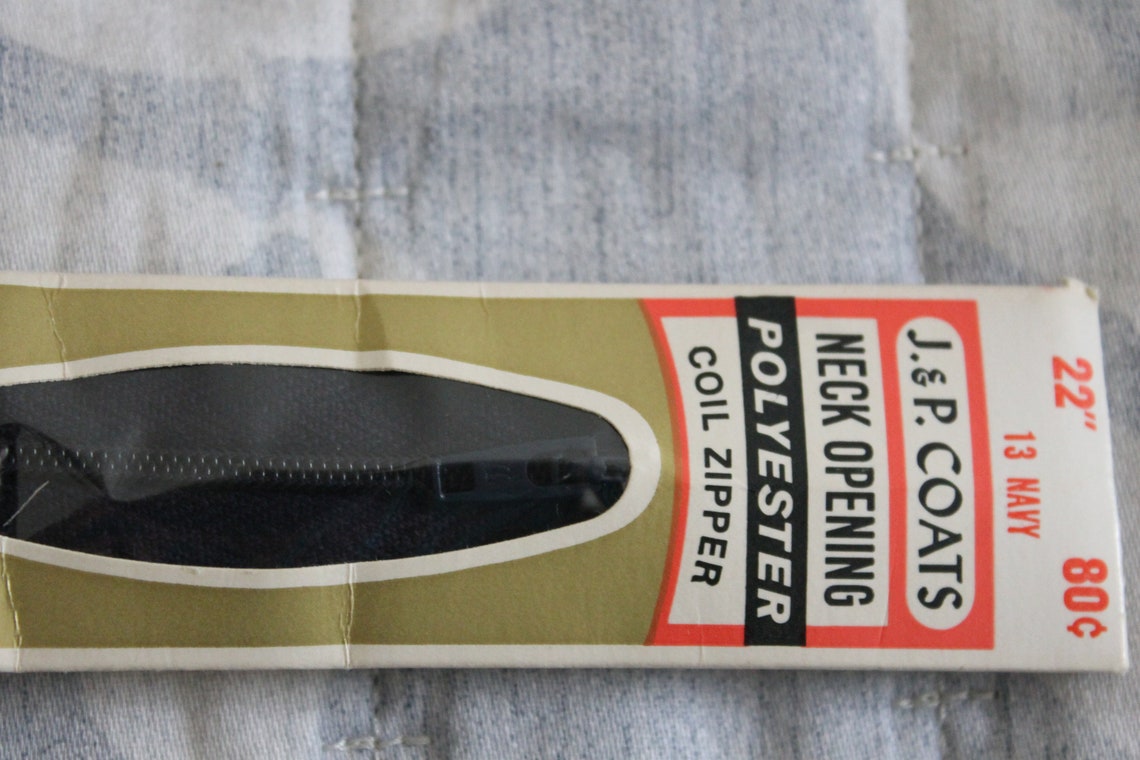 22" 80¢
13 NAVY
J.&P. COATS
NECK OPENING
POLYESTER
COIL ZIPPER